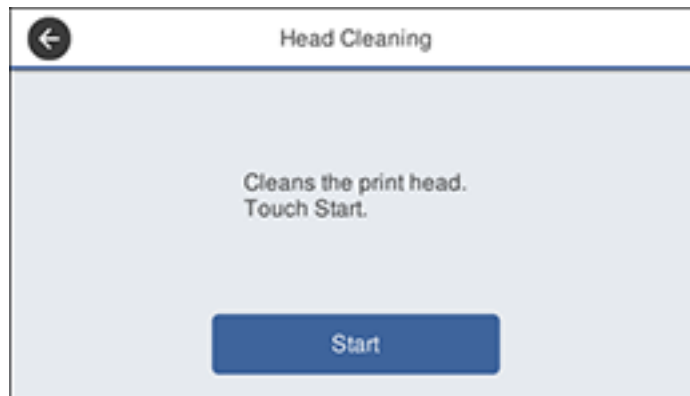 Head Cleaning
Cleans the print head.
Touch Start.
Start